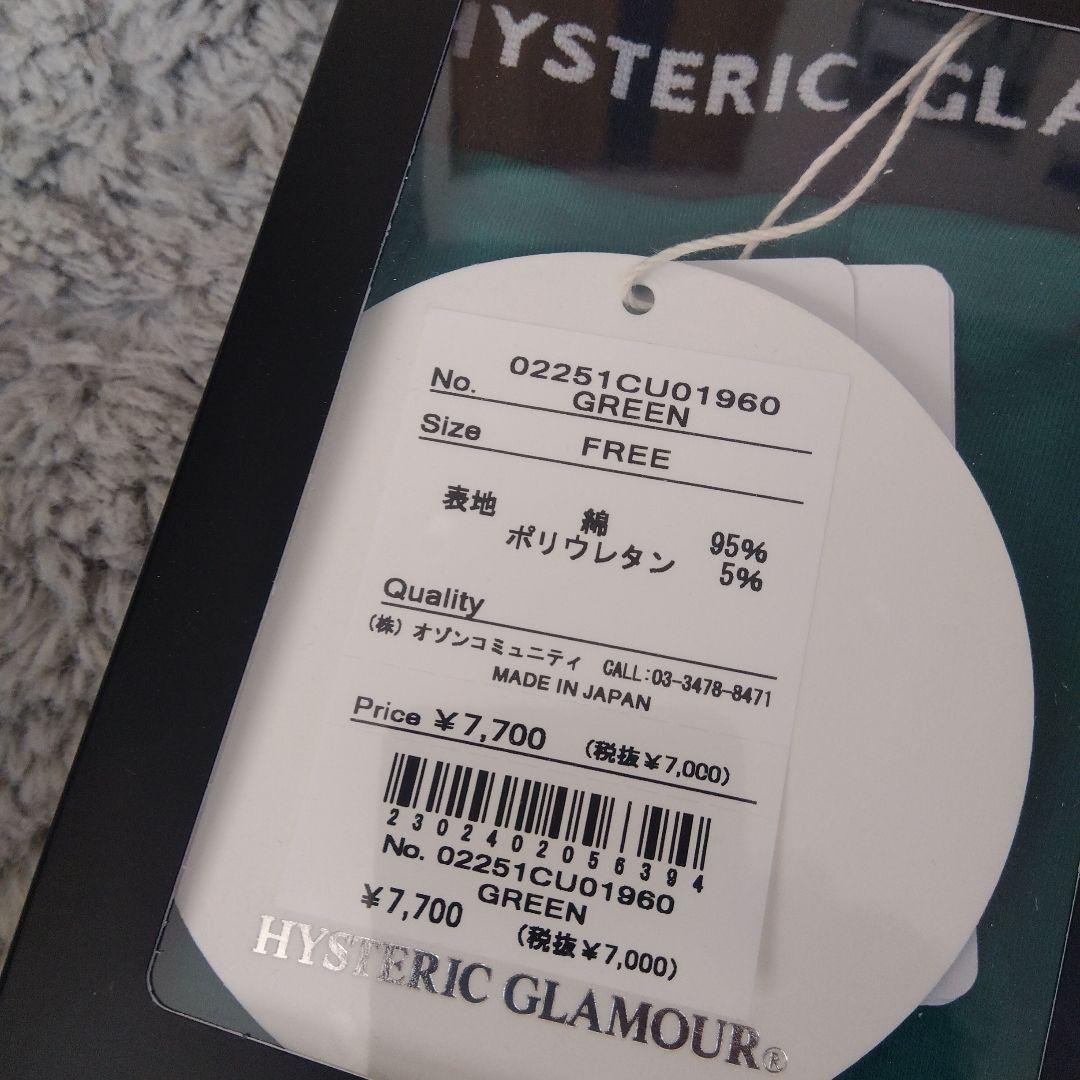 HYSTERIC GLA
02251CU01960
No. GREEN
Size FREE
表地 綿 95%
ポリウレタン 5%
Quality
(株) オゾンコミュニティ CALL:03-3478-8471
MADE IN JAPAN
Price ¥7,700 (税抜¥7,000)
2302402056394
No. 02251CU01960
GREEN
¥7,700 (税抜¥7,000)
HYSTERIC GLAMOUR®